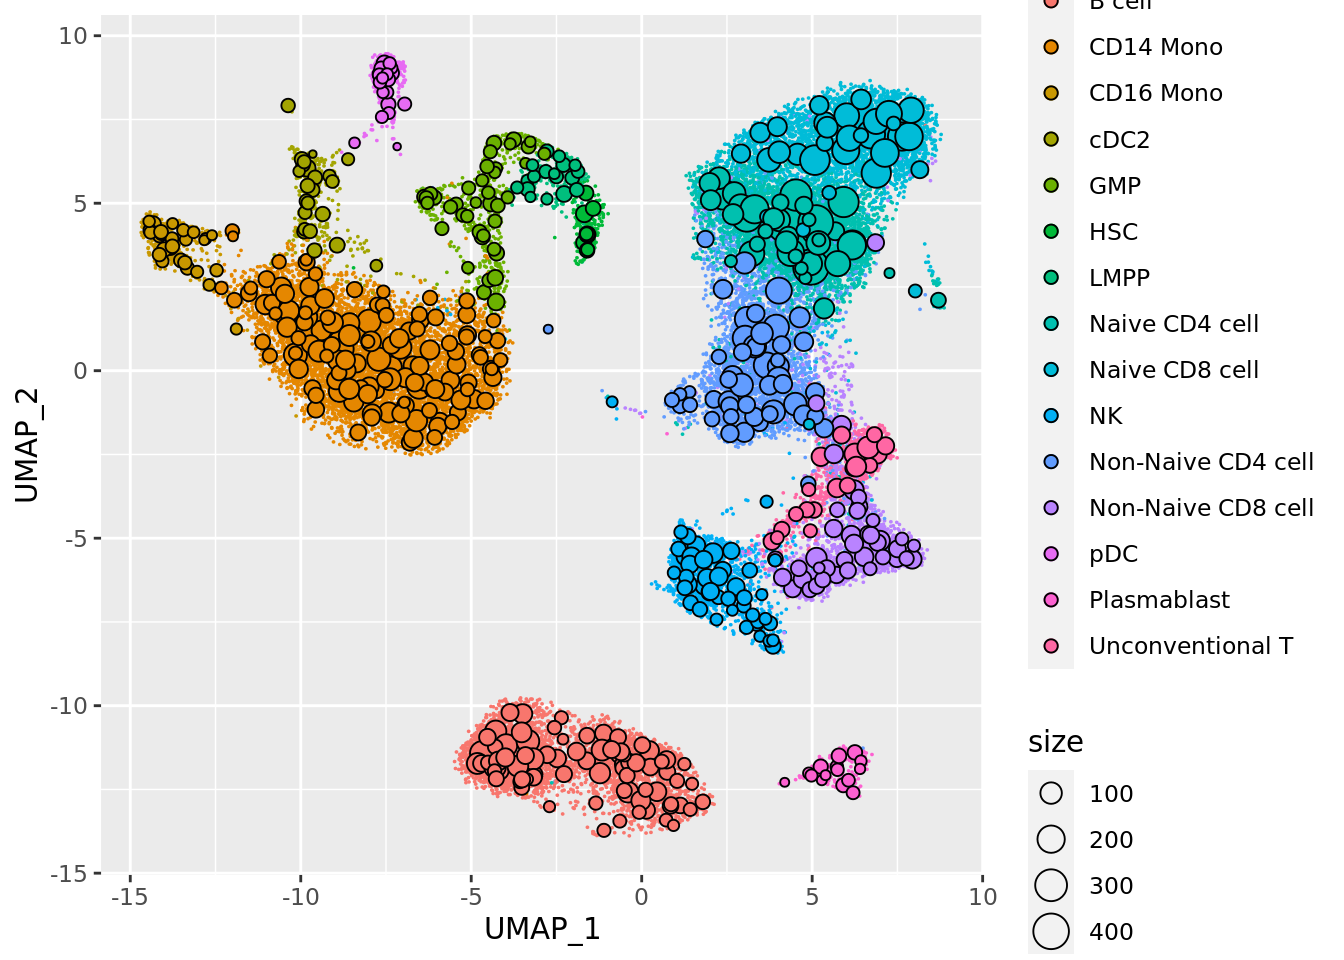 B cell
CD14 Mono
CD16 Mono
cDC2
GMP
HSC
LMPP
Naive CD4 cell
Naive CD8 cell
NK
Non-Naive CD4 cell
Non-Naive CD8 cell
pDC
Plasmablast
Unconventional T
size
100
200
300
400
10
5
0
-5
-10
-15
UMAP_2
-15 -10 -5 0 5 10
UMAP_1